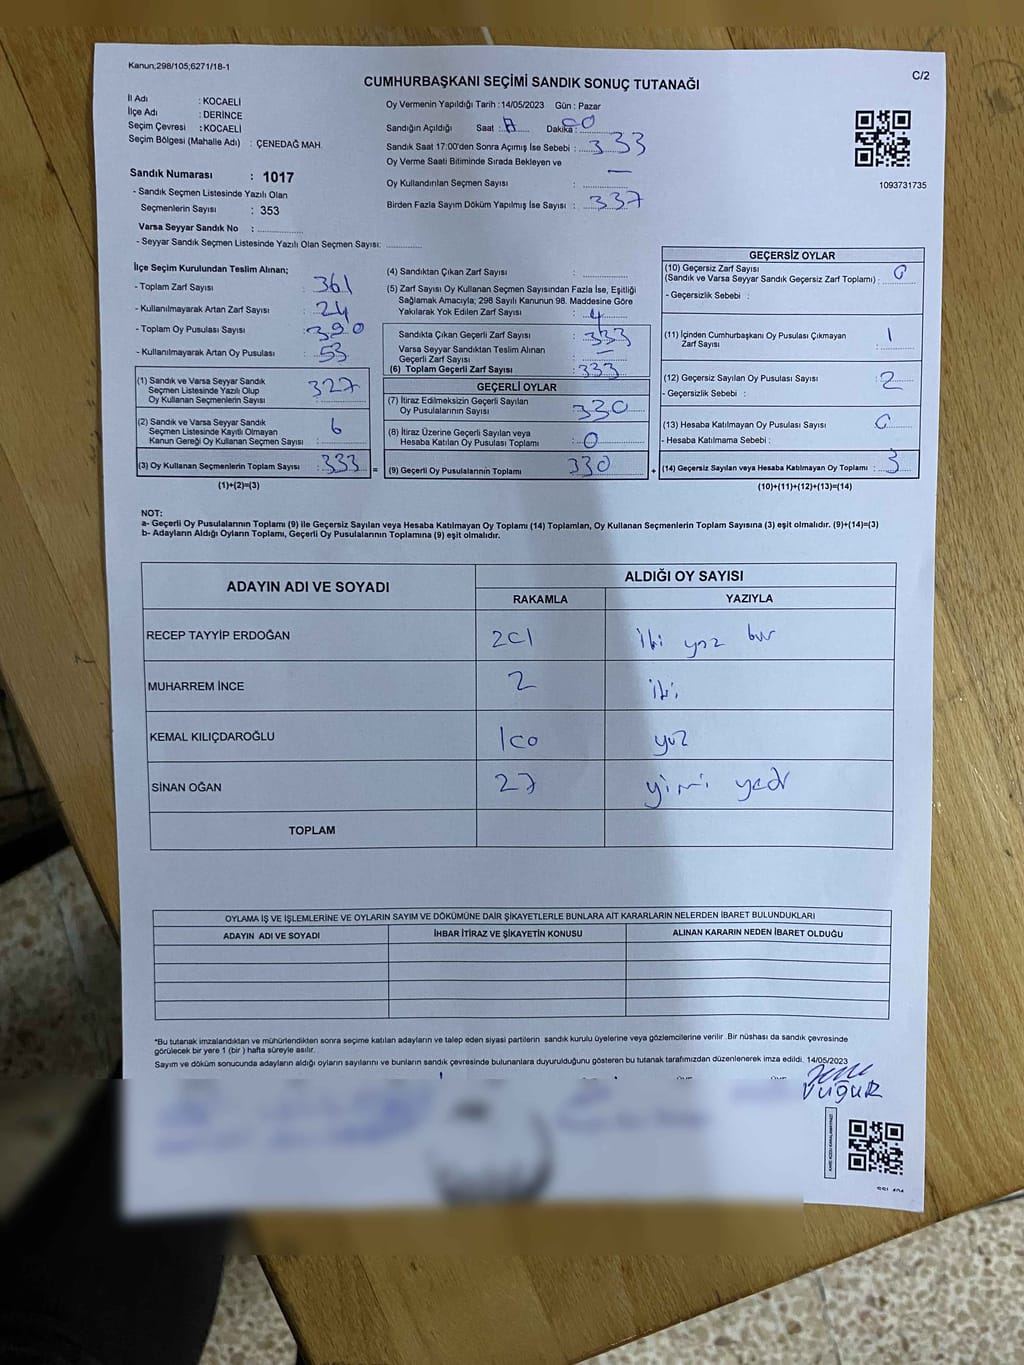 Kanun;298/105;6271/18-1
C/2
CUMHURBAŞKANI SEÇİMİ SANDIK SONUÇ TUTANAĞI
İl Adı : KOCAELİ
İlçe Adı : DERİNCE
Seçim Çevresi : KOCAELİ
Seçim Bölgesi (Mahalle Adı) : ÇENEDAĞ MAH.
Sandık Numarası : 1017
- Sandık Seçmen Listesinde Yazılı Olan
Seçmenlerin Sayısı : 353
Varsa Seyyar Sandık No :
- Seyyar Sandık Seçmen Listesinde Yazılı Olan Seçmen Sayısı:
Oy Vermenin Yapıldığı Tarih : 14/05/2023 Gün : Pazar
Sandığın Açıldığı Saat : Dakika : 00
Sandık Saat 17:00'den Sonra Açımış İse Sebebi : 333
Oy Verme Saati Bitiminde Sırada Bekleyen ve
Oy Kullandırılan Seçmen Sayısı : —
Birden Fazla Sayım Döküm Yapılmış İse Sayısı : 337
1093731735
İlçe Seçim Kurulundan Teslim Alınan;
- Toplam Zarf Sayısı : 361
- Kullanılmayarak Artan Zarf Sayısı : 24
- Toplam Oy Pusulası Sayısı : 390
- Kullanılmayarak Artan Oy Pusulası : 53
(1) Sandık ve Varsa Seyyar Sandık
Seçmen Listesinde Yazılı Olup
Oy Kullanan Seçmenlerin Sayısı : 327
(2) Sandık ve Varsa Seyyar Sandık
Seçmen Listesinde Kayıtlı Olmayan
Kanun Gereği Oy Kullanan Seçmen Sayısı : 6
(3) Oy Kullanan Seçmenlerin Toplam Sayısı : 333 =
(1)+(2)=(3)
(4) Sandıktan Çıkan Zarf Sayısı :
(5) Zarf Sayısı Oy Kullanan Seçmen Sayısından Fazla İse, Eşitliği
Sağlamak Amacıyla; 298 Sayılı Kanunun 98. Maddesine Göre
Yakılarak Yok Edilen Zarf Sayısı : 4
Sandıkta Çıkan Geçerli Zarf Sayısı : 333
Varsa Seyyar Sandıktan Teslim Alınan
Geçerli Zarf Sayısı : —
(6) Toplam Geçerli Zarf Sayısı : 333
GEÇERLİ OYLAR
(7) İtiraz Edilmeksizin Geçerli Sayılan
Oy Pusulalarının Sayısı : 330
(8) İtiraz Üzerine Geçerli Sayılan veya
Hesaba Katılan Oy Pusulası Toplamı : 0
(9) Geçerli Oy Pusulalarının Toplamı : 330 +
GEÇERSİZ OYLAR
(10) Geçersiz Zarf Sayısı
(Sandık ve Varsa Seyyar Sandık Geçersiz Zarf Toplamı) : 0
- Geçersizlik Sebebi :
(11) İçinden Cumhurbaşkanı Oy Pusulası Çıkmayan
Zarf Sayısı : 1
(12) Geçersiz Sayılan Oy Pusulası Sayısı : 2
- Geçersizlik Sebebi :
(13) Hesaba Katılmayan Oy Pusulası Sayısı : 0
- Hesaba Katılmama Sebebi :
(14) Geçersiz Sayılan veya Hesaba Katılmayan Oy Toplamı : 3
(10)+(11)+(12)+(13)=(14)
NOT:
a- Geçerli Oy Pusulalarının Toplamı (9) ile Geçersiz Sayılan veya Hesaba Katılmayan Oy Toplamı (14) Toplamları, Oy Kullanan Seçmenlerin Toplam Sayısına (3) eşit olmalıdır. (9)+(14)=(3)
b- Adayların Aldığı Oyların Toplamı, Geçerli Oy Pusulalarının Toplamına (9) eşit olmalıdır.
ADAYIN ADI VE SOYADI
ALDIĞI OY SAYISI
RAKAMLA YAZIYLA
RECEP TAYYİP ERDOĞAN 201 iki yüz bir
MUHARREM İNCE 2 iki
KEMAL KILIÇDAROĞLU 100 yüz
SİNAN OĞAN 27 yirmi yedi
TOPLAM
OYLAMA İŞ VE İŞLEMLERİNE VE OYLARIN SAYIM VE DÖKÜMÜNE DAİR ŞİKAYETLERLE BUNLARA AİT KARARLARIN NELERDEN İBARET BULUNDUKLARI
ADAYIN ADI VE SOYADI İHBAR İTİRAZ VE ŞİKAYETİN KONUSU ALINAN KARARIN NEDEN İBARET OLDUĞU
*Bu tutanak imzalandıktan ve mühürlendikten sonra seçime katılan adayların ve talep eden siyasi partilerin sandık kurulu üyelerine veya gözlemcilerine verilir. Bir nüshası da sandık çevresinde
görülecek bir yere 1 (bir) hafta süreyle asılır.
Sayım ve döküm sonucunda adayların aldığı oyların sayılarını ve bunların sandık çevresinde bulunanlara duyurulduğunu gösteren bu tutanak tarafımızdan düzenlenerek imza edildi. 14/05/2023